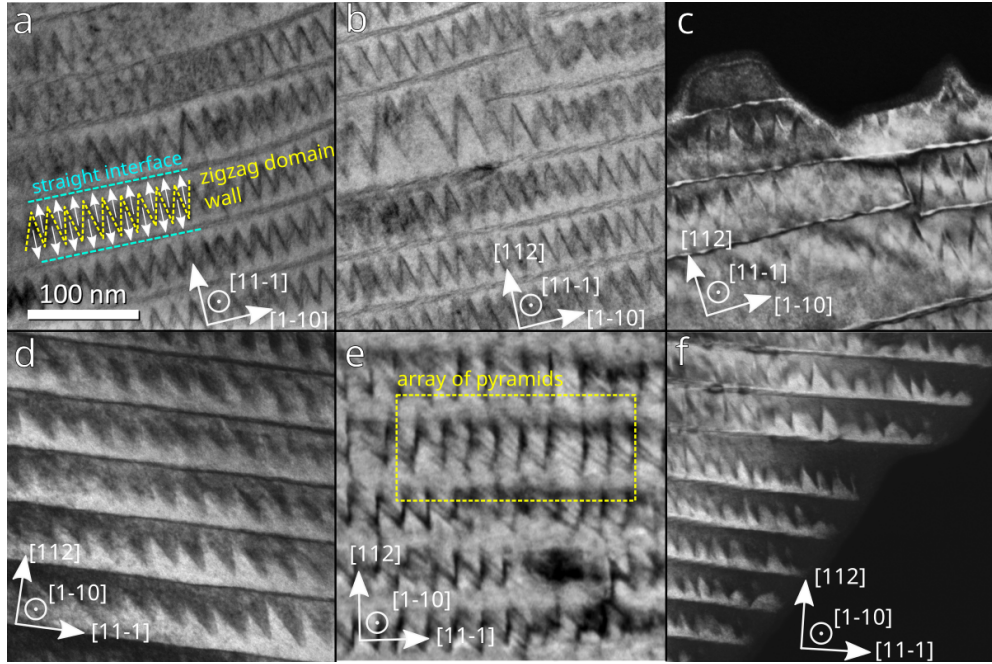 a
straight interface
zigzag domain
wall
100 nm
[11-1]
[1-10]
b
[112]
[11-1]
[1-10]
c
[112]
[11-1]
[1-10]
d
[112]
[1-10]
[11-1]
e
array of pyramids
[112]
[1-10]
[11-1]
f
[112]
[1-10]
[11-1]